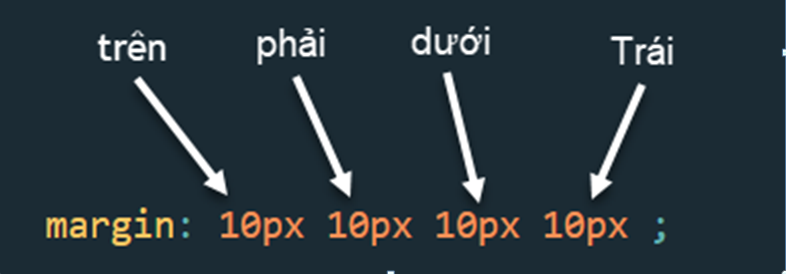 trên phải dưới Trái
margin: 10px 10px 10px 10px ;